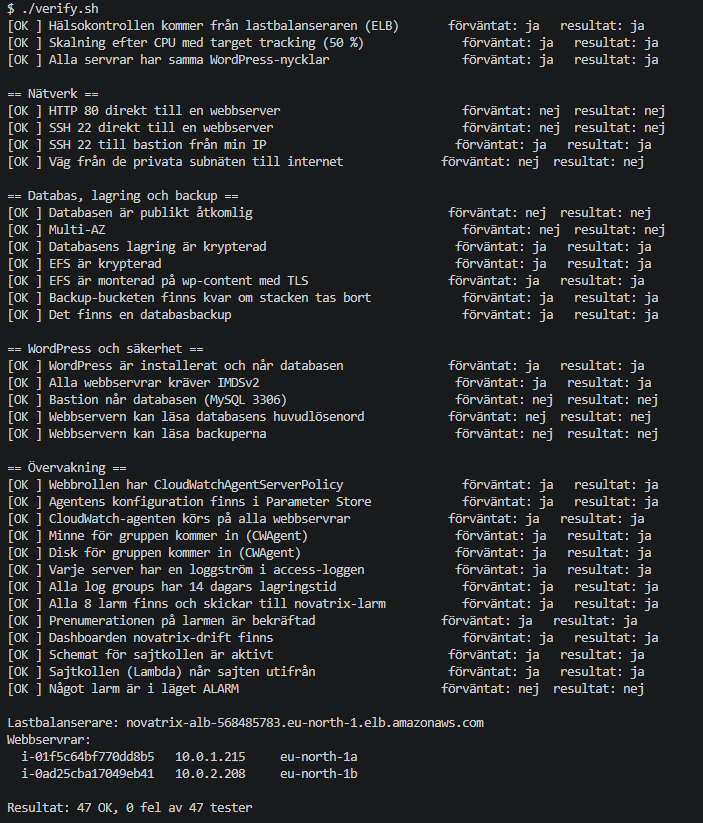 $ ./verify.sh
[OK ] Hälsokontrollen kommer från lastbalanseraren (ELB) förväntat: ja resultat: ja
[OK ] Skalning efter CPU med target tracking (50 %) förväntat: ja resultat: ja
[OK ] Alla servrar har samma WordPress-nycklar förväntat: ja resultat: ja

== Nätverk ==
[OK ] HTTP 80 direkt till en webbserver förväntat: nej resultat: nej
[OK ] SSH 22 direkt till en webbserver förväntat: nej resultat: nej
[OK ] SSH 22 till bastion från min IP förväntat: ja resultat: ja
[OK ] Väg från de privata subnäten till internet förväntat: nej resultat: nej

== Databas, lagring och backup ==
[OK ] Databasen är publikt åtkomlig förväntat: nej resultat: nej
[OK ] Multi-AZ förväntat: nej resultat: nej
[OK ] Databasens lagring är krypterad förväntat: ja resultat: ja
[OK ] EFS är krypterad förväntat: ja resultat: ja
[OK ] EFS är monterad på wp-content med TLS förväntat: ja resultat: ja
[OK ] Backup-bucketen finns kvar om stacken tas bort förväntat: ja resultat: ja
[OK ] Det finns en databasbackup förväntat: ja resultat: ja

== WordPress och säkerhet ==
[OK ] WordPress är installerat och når databasen förväntat: ja resultat: ja
[OK ] Alla webbservrar kräver IMDSv2 förväntat: ja resultat: ja
[OK ] Bastion når databasen (MySQL 3306) förväntat: nej resultat: nej
[OK ] Webbservern kan läsa databasens huvudlösenord förväntat: nej resultat: nej
[OK ] Webbservern kan läsa backuperna förväntat: nej resultat: nej

== Övervakning ==
[OK ] Webbrollen har CloudWatchAgentServerPolicy förväntat: ja resultat: ja
[OK ] Agentens konfiguration finns i Parameter Store förväntat: ja resultat: ja
[OK ] CloudWatch-agenten körs på alla webbservrar förväntat: ja resultat: ja
[OK ] Minne för gruppen kommer in (CWAgent) förväntat: ja resultat: ja
[OK ] Disk för gruppen kommer in (CWAgent) förväntat: ja resultat: ja
[OK ] Varje server har en loggström i access-loggen förväntat: ja resultat: ja
[OK ] Alla log groups har 14 dagars lagringstid förväntat: ja resultat: ja
[OK ] Alla 8 larm finns och skickar till novatrix-larm förväntat: ja resultat: ja
[OK ] Prenumerationen på larmen är bekräftad förväntat: ja resultat: ja
[OK ] Dashboarden novatrix-drift finns förväntat: ja resultat: ja
[OK ] Schemat för sajtkollen är aktivt förväntat: ja resultat: ja
[OK ] Sajtkollen (Lambda) når sajten utifrån förväntat: ja resultat: ja
[OK ] Något larm är i läget ALARM förväntat: nej resultat: nej

Lastbalanserare: novatrix-alb-568485783.eu-north-1.elb.amazonaws.com
Webbservrar:
i-01f5c64bf770dd8b5 10.0.1.215 eu-north-1a
i-0ad25cba17049eb41 10.0.2.208 eu-north-1b

Resultat: 47 OK, 0 fel av 47 tester